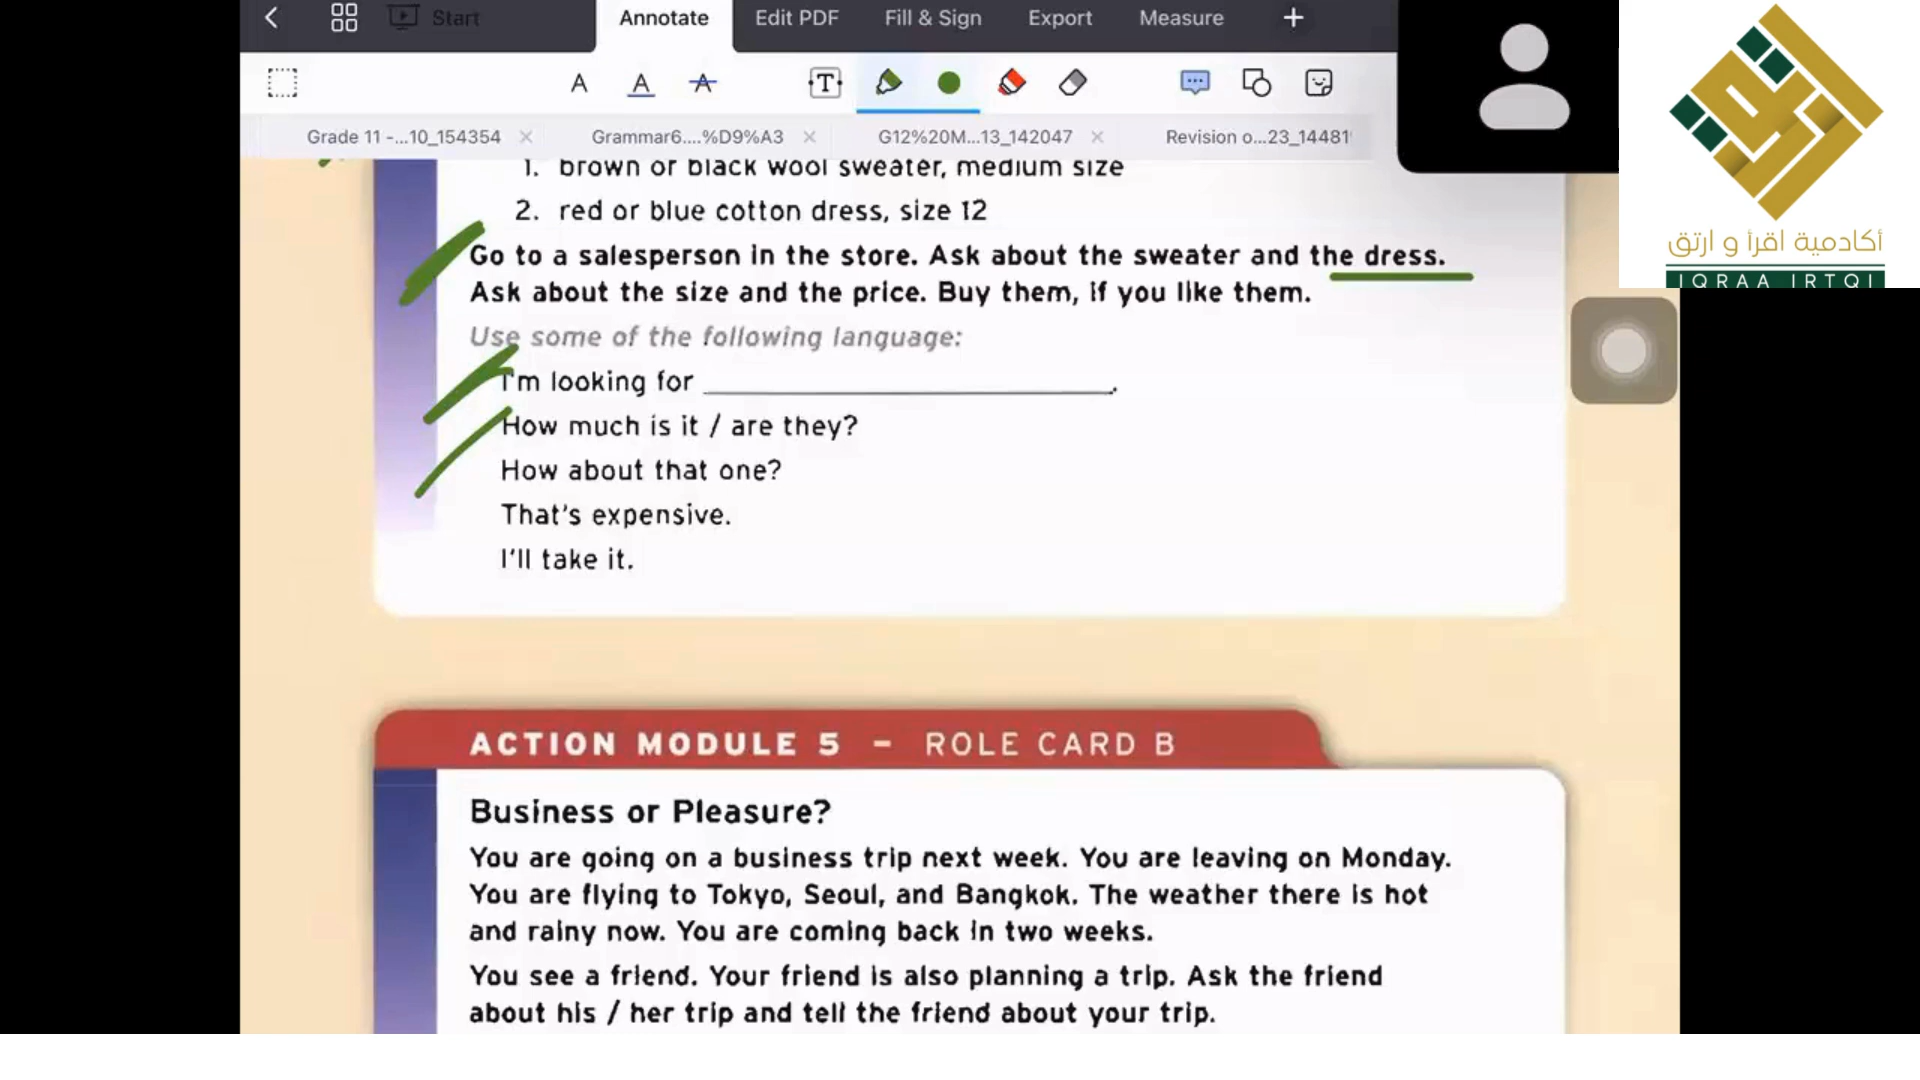 Start
Annotate
Edit PDF
Fill & Sign
Export
Measure
Grade 11 -...10_154354
Grammar6....%D9%A3
G12%20M...13_142047
Revision o...23_14481
أكاديمية اقرأ و ارتق
IQRAA IRTQI
1. brown or black wool sweater, medium size
2. red or blue cotton dress, size 12
Go to a salesperson in the store. Ask about the sweater and the dress.
Ask about the size and the price. Buy them, if you like them.
Use some of the following language:
I'm looking for ______________________________.
How much is it / are they?
How about that one?
That's expensive.
I'll take it.
ACTION MODULE 5 – ROLE CARD B
Business or Pleasure?
You are going on a business trip next week. You are leaving on Monday.
You are flying to Tokyo, Seoul, and Bangkok. The weather there is hot
and rainy now. You are coming back in two weeks.
You see a friend. Your friend is also planning a trip. Ask the friend
about his / her trip and tell the friend about your trip.